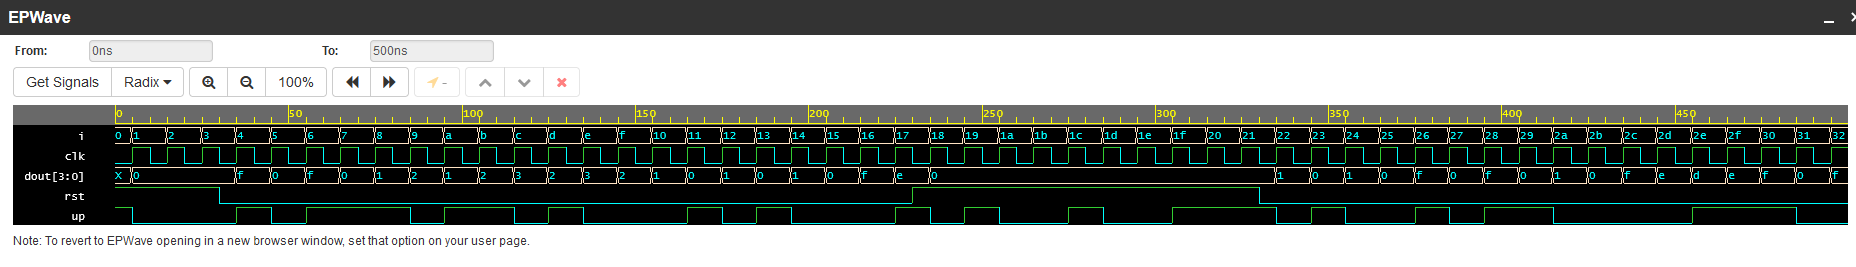 EPWave
From: 0ns To: 500ns
Get Signals Radix 100% -
0 50 100 150 200 250 300 350 400 450
i 0 1 2 3 4 5 6 7 8 9 a b c d e f 10 11 12 13 14 15 16 17 18 19 1a 1b 1c 1d 1e 1f 20 21 22 23 24 25 26 27 28 29 2a 2b 2c 2d 2e 2f 30 31 32
clk
dout[3:0] X 0 f 0 f 0 1 2 1 2 3 2 3 2 1 0 1 0 1 0 f e 0 1 0 1 0 f 0 f 0 1 0 f e d e f 0 f
rst
up
Note: To revert to EPWave opening in a new browser window, set that option on your user page.